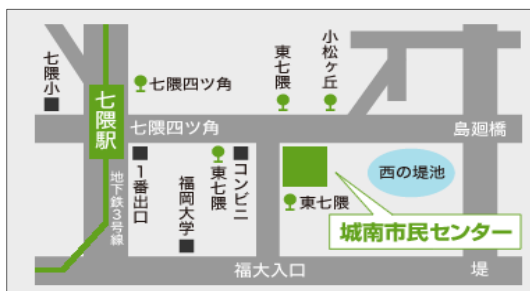 七隈小
七隈四ツ角
東七隈
小松ヶ丘
七隈駅
七隈四ツ角
島廻橋
地下鉄3号線
1番出口
福岡大学
東七隈
コンビニ
西の堤池
東七隈
城南市民センター
福大入口
堤